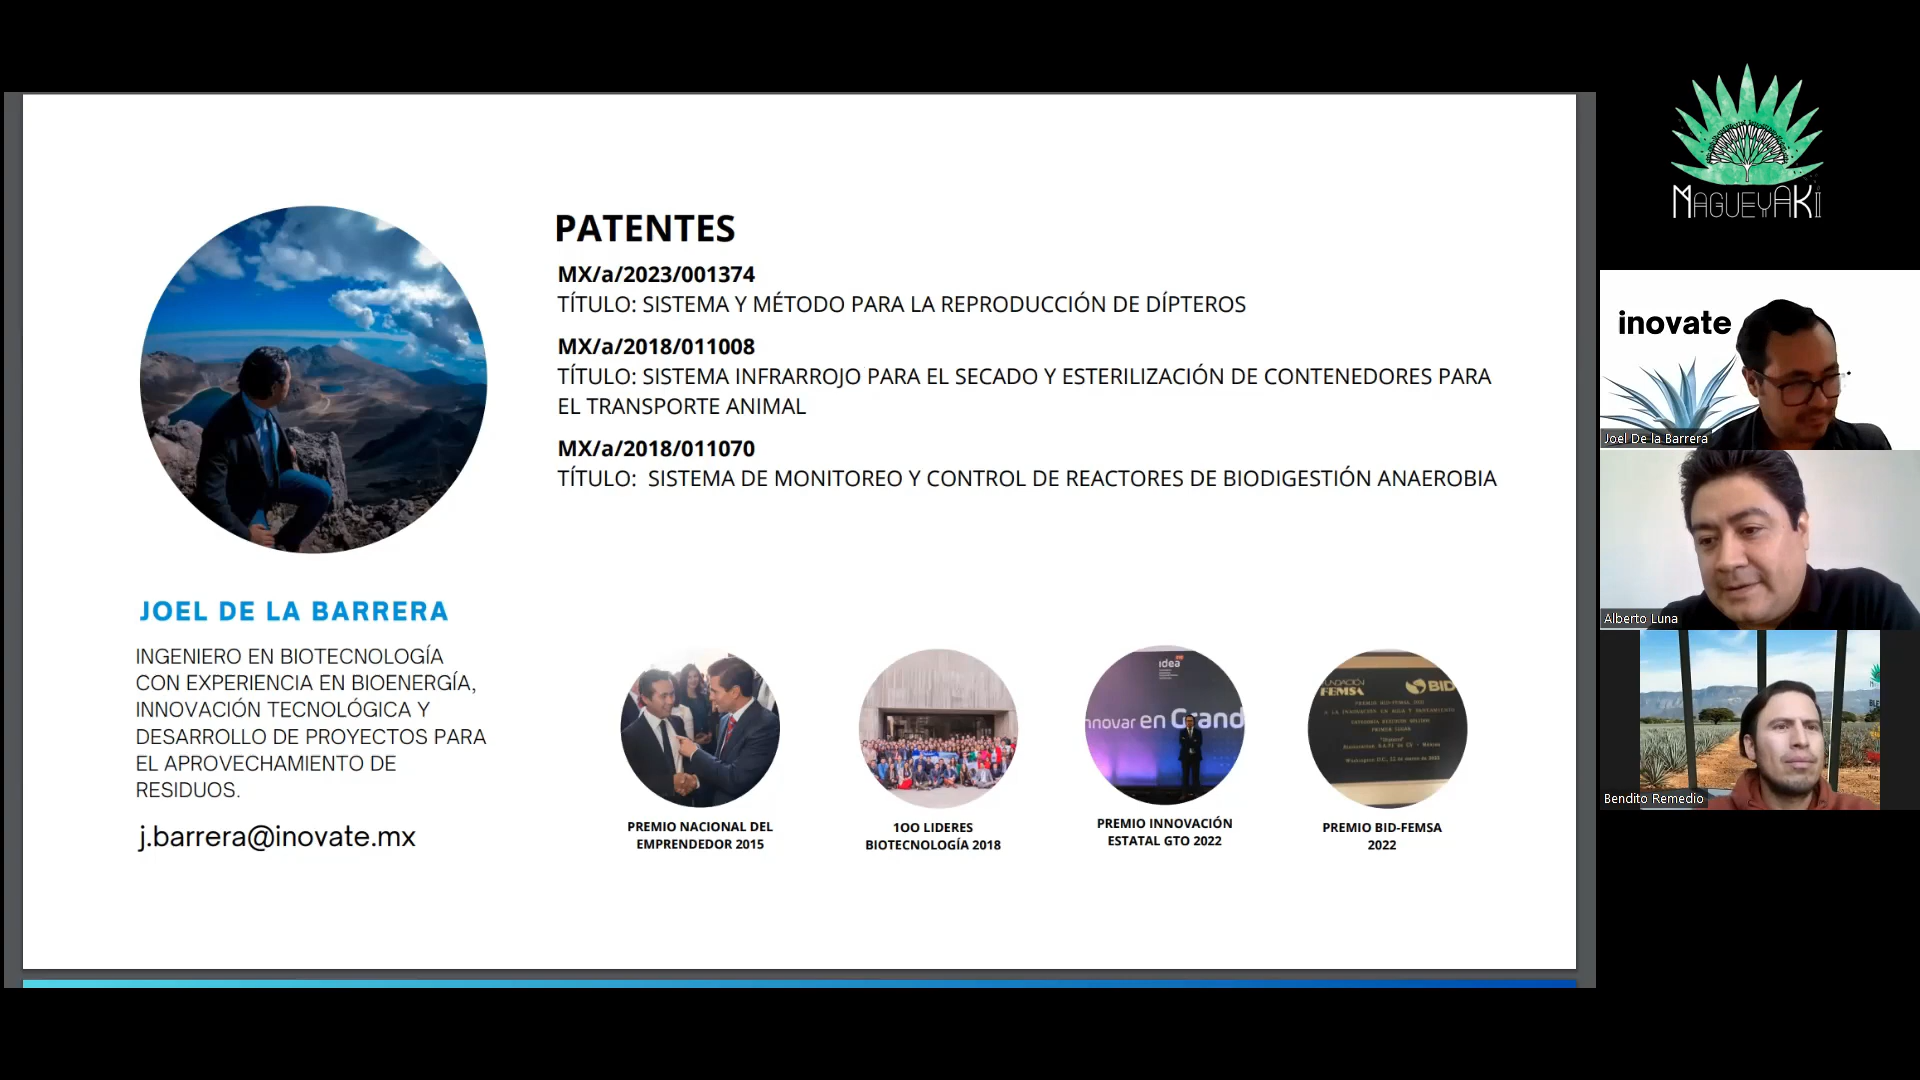 PATENTES
MX/a/2023/001374
TÍTULO: SISTEMA Y MÉTODO PARA LA REPRODUCCIÓN DE DÍPTEROS
MX/a/2018/011008
TÍTULO: SISTEMA INFRARROJO PARA EL SECADO Y ESTERILIZACIÓN DE CONTENEDORES PARA
EL TRANSPORTE ANIMAL
MX/a/2018/011070
TÍTULO: SISTEMA DE MONITOREO Y CONTROL DE REACTORES DE BIODIGESTIÓN ANAEROBIA
JOEL DE LA BARRERA
INGENIERO EN BIOTECNOLOGÍA
CON EXPERIENCIA EN BIOENERGÍA,
INNOVACIÓN TECNOLÓGICA Y
DESARROLLO DE PROYECTOS PARA
EL APROVECHAMIENTO DE
RESIDUOS.
j.barrera@inovate.mx
PREMIO NACIONAL DEL
EMPRENDEDOR 2015
1OO LIDERES
BIOTECNOLOGÍA 2018
idea
nnovar en Grand
PREMIO INNOVACIÓN
ESTATAL GTO 2022
UNDACIÓN
FEMSA
BID
PREMIO BID-FEMSA
2022
MAGUEYAKI
inovate
Joel De la Barrera
Alberto Luna
Bendito Remedio